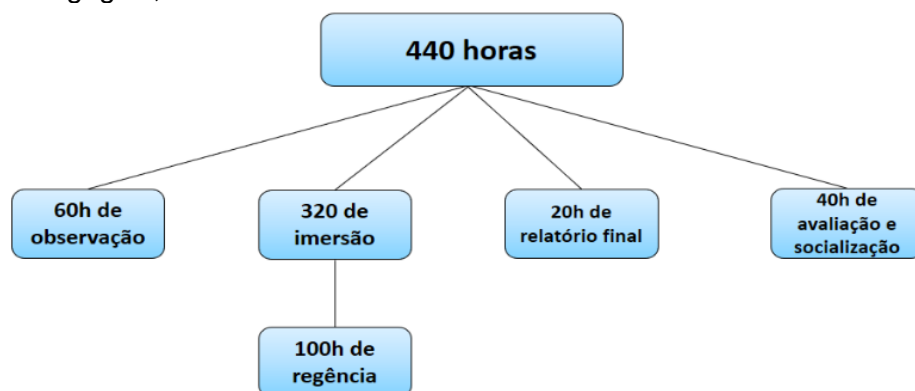 440 horas
60h de
observação
320 de
imersão
20h de
relatório final
40h de
avaliação e
socialização
100h de
regência